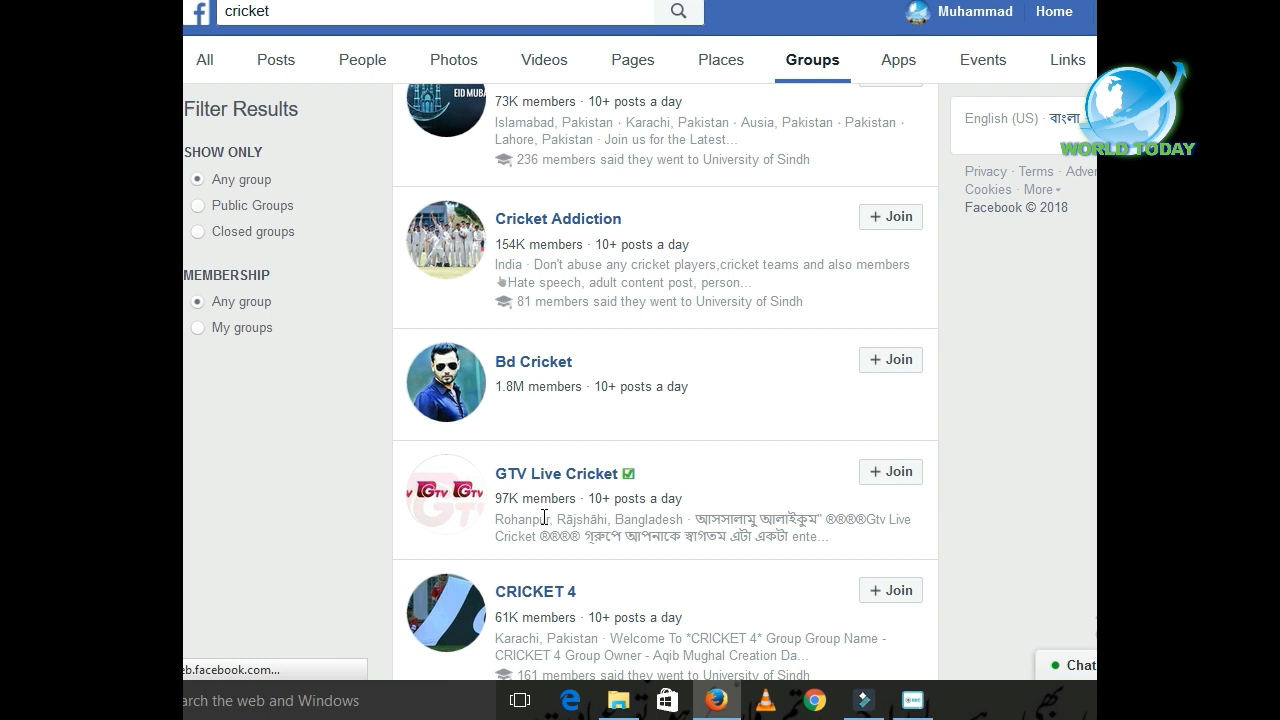 cricket
Muhammad
Home
All
Posts
People
Photos
Videos
Pages
Places
Groups
Apps
Events
Links
Filter Results
SHOW ONLY
Any group
Public Groups
Closed groups
MEMBERSHIP
Any group
My groups
EID MUBA
73K members · 10+ posts a day
Islamabad, Pakistan · Karachi, Pakistan · Ausia, Pakistan · Pakistan ·
Lahore, Pakistan · Join us for the Latest...
236 members said they went to University of Sindh
Cricket Addiction
+ Join
154K members · 10+ posts a day
India · Don't abuse any cricket players,cricket teams and also members
Hate speech, adult content post, person...
81 members said they went to University of Sindh
Bd Cricket
+ Join
1.8M members · 10+ posts a day
GTV GTV
GTV Live Cricket
+ Join
97K members · 10+ posts a day
Rohanpur, Rājshāhi, Bangladesh · আসসালামু আলাইকুম" ®®®®Gtv Live
Cricket ®®®® গ্রুপে আপনাকে স্বাগতম এটা একটা ente...
CRICKET 4
+ Join
61K members · 10+ posts a day
Karachi, Pakistan · Welcome To *CRICKET 4* Group Group Name -
CRICKET 4 Group Owner - Aqib Mughal Creation Da...
161 members said they went to University of Sindh
English (US) · বাংলা
WORLD TODAY
Privacy · Terms · Adver
Cookies · More
Facebook © 2018
Chat
eb.facebook.com...
arch the web and Windows